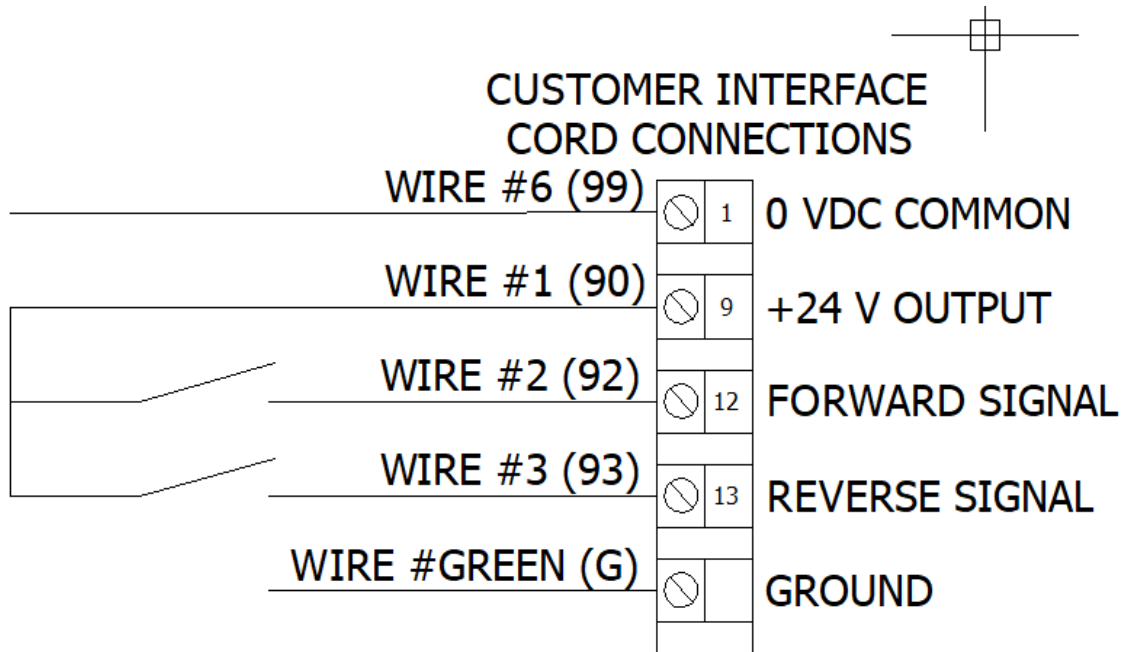 CUSTOMER INTERFACE
CORD CONNECTIONS
WIRE #6 (99) 1 0 VDC COMMON
WIRE #1 (90) 9 +24 V OUTPUT
WIRE #2 (92) 12 FORWARD SIGNAL
WIRE #3 (93) 13 REVERSE SIGNAL
WIRE #GREEN (G) GROUND